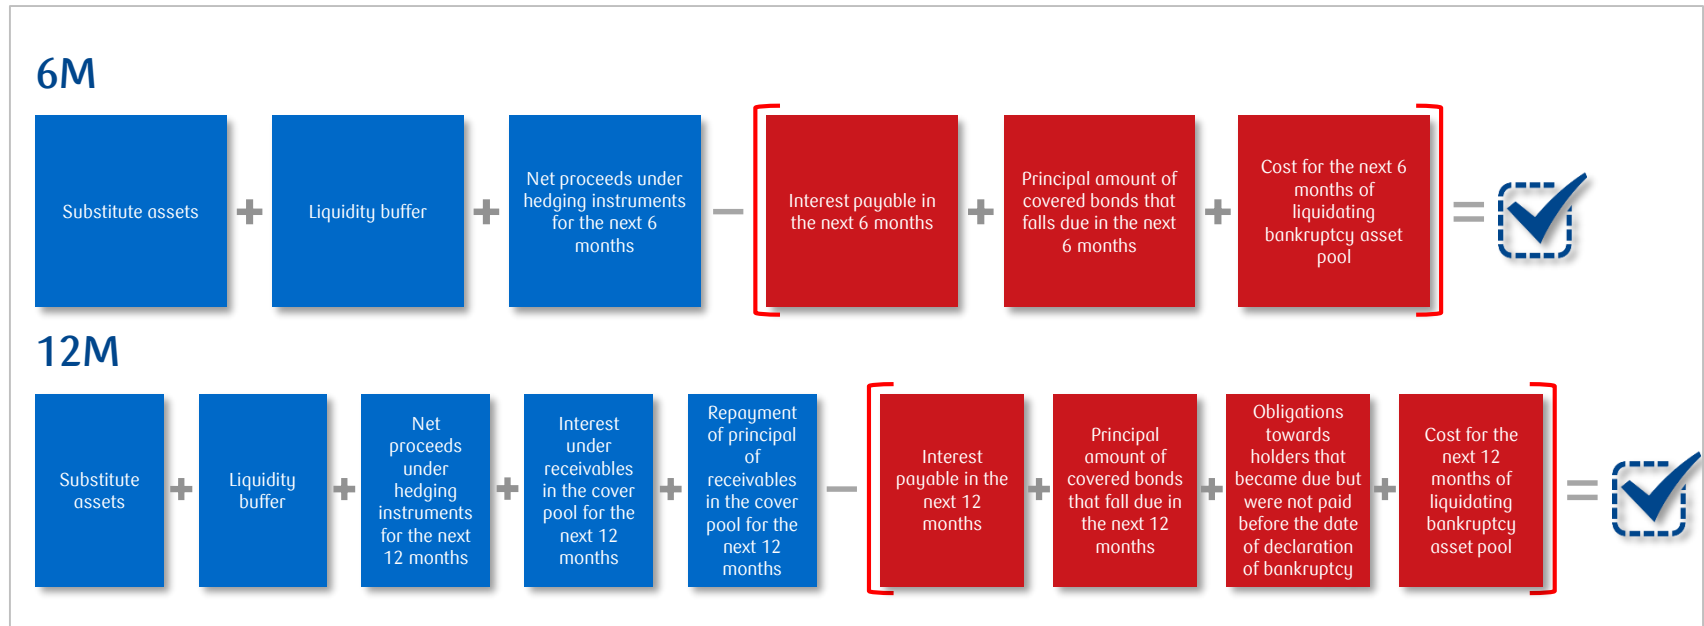 6M
Substitute assets
+
Liquidity buffer
+
Net proceeds under
hedging instruments
for the next 6
months
–
[
Interest payable in
the next 6 months
+
Principal amount of
covered bonds that
falls due in the next
6 months
+
Cost for the next 6
months of
liquidating
bankruptcy asset
pool
]
=
12M
Substitute
assets
+
Liquidity
buffer
+
Net
proceeds
under
hedging
instruments
for the next
12 months
+
Interest
under
receivables
in the cover
pool for the
next 12
months
+
Repayment
of principal
of
receivables
in the cover
pool for the
next 12
months
–
[
Interest
payable in the
next 12
months
+
Principal
amount of
covered bonds
that fall due in
the next 12
months
+
Obligations
towards
holders that
became due but
were not paid
before the date
of declaration
of bankruptcy
+
Cost for the
next 12
months of
liquidating
bankruptcy
asset pool
]
=